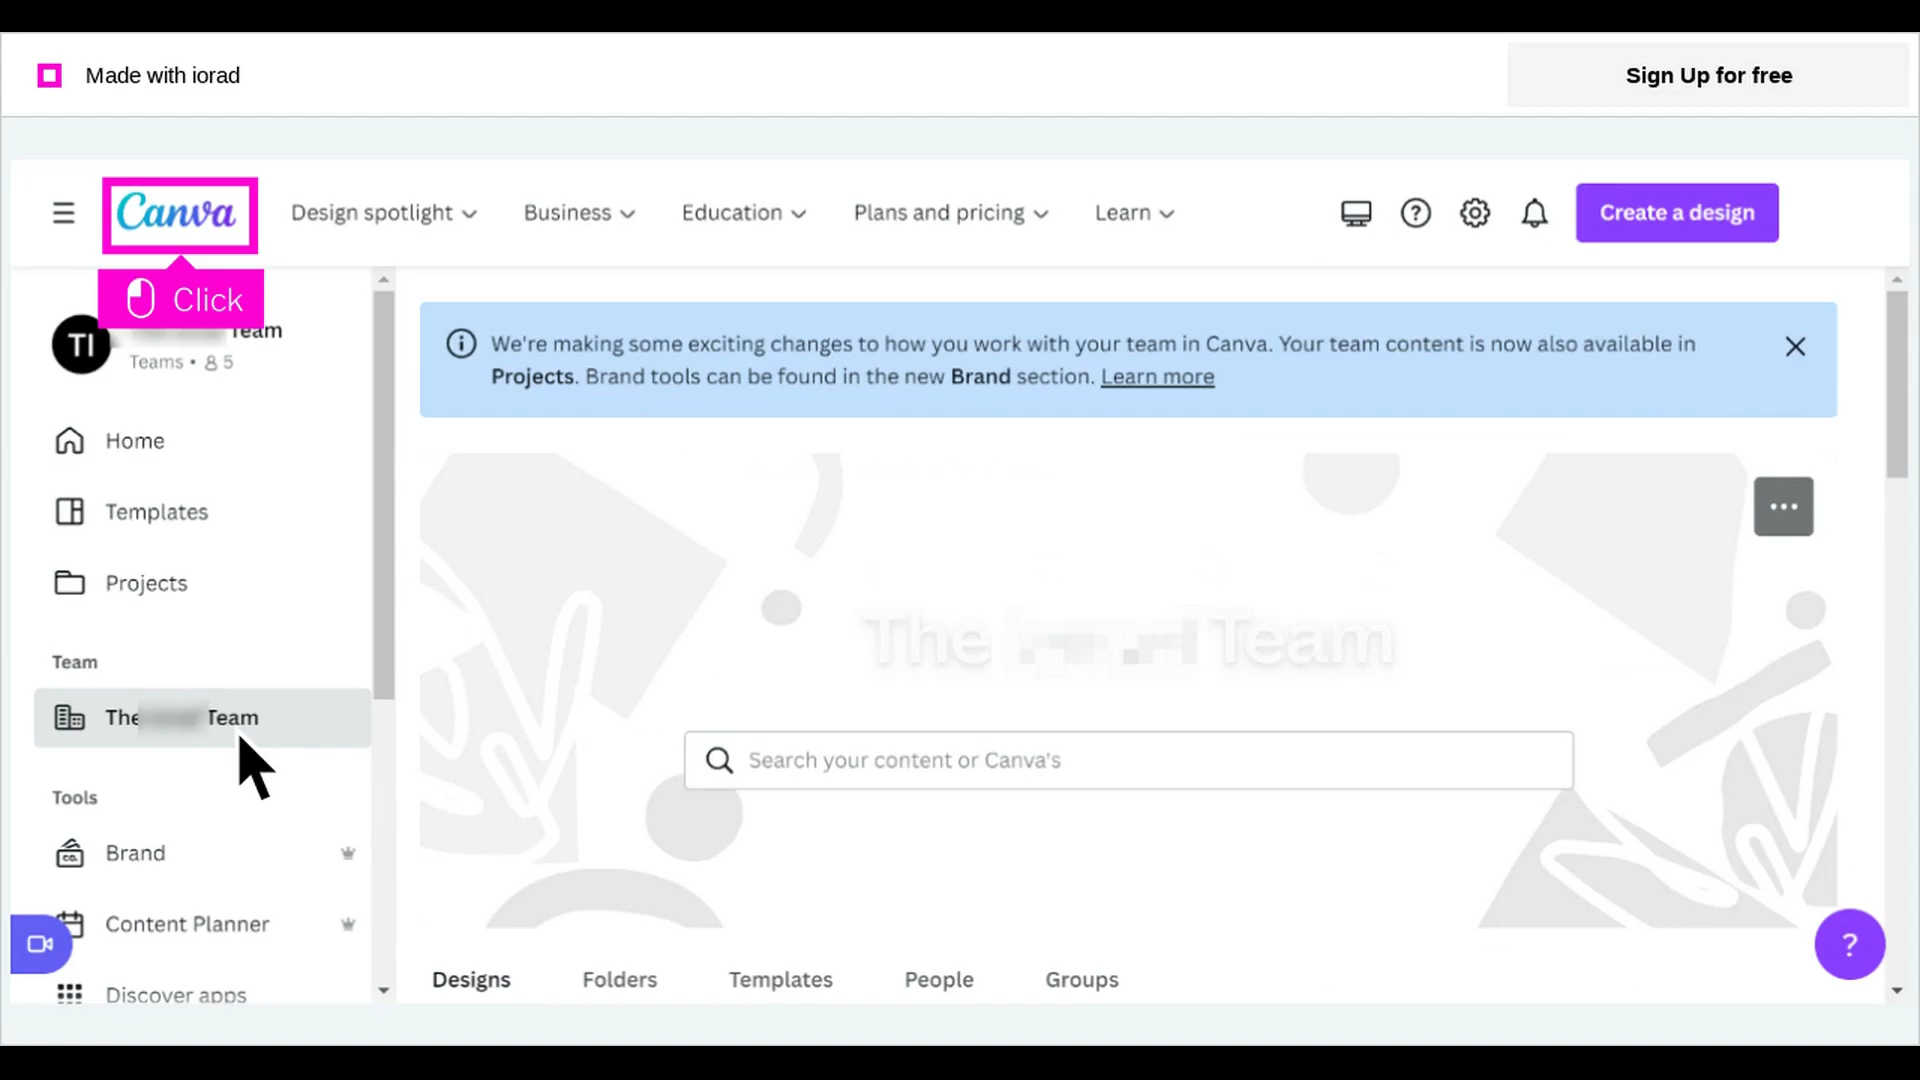 Made with iorad
Sign Up for free
Canva
Design spotlight
Business
Education
Plans and pricing
Learn
Create a design
Click
TI
Team
Teams • 5
Home
Templates
Projects
Team
The Team
Tools
Brand
Content Planner
Discover apps
We're making some exciting changes to how you work with your team in Canva. Your team content is now also available in
Projects. Brand tools can be found in the new Brand section. Learn more
The Team
Search your content or Canva's
Designs
Folders
Templates
People
Groups
?